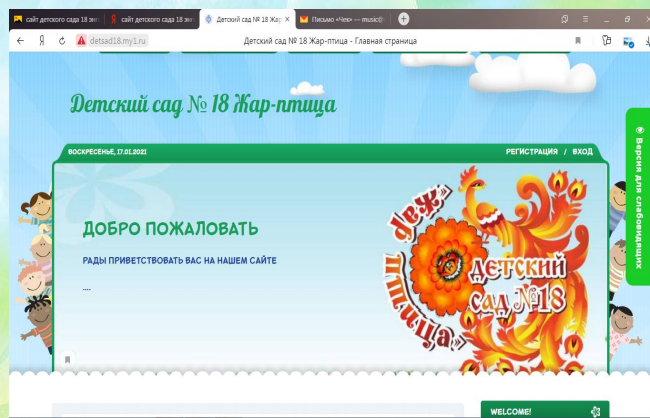 сайт детского сада 18 энг
сайт детского сада 18 энг
Детский сад № 18 Жар
Письмо «Чек» — music@
detsad18.my1.ru
Детский сад № 18 Жар-птица - Главная страница
Детский сад № 18 Жар-птица
ВОСКРЕСЕНЬЕ, 17.01.2021
РЕГИСТРАЦИЯ / ВХОД
Версия для слабовидящих
ДОБРО ПОЖАЛОВАТЬ
РАДЫ ПРИВЕТСТВОВАТЬ ВАС НА НАШЕМ САЙТЕ
....
«Жар птица»
детский
сад №18
WELCOME!